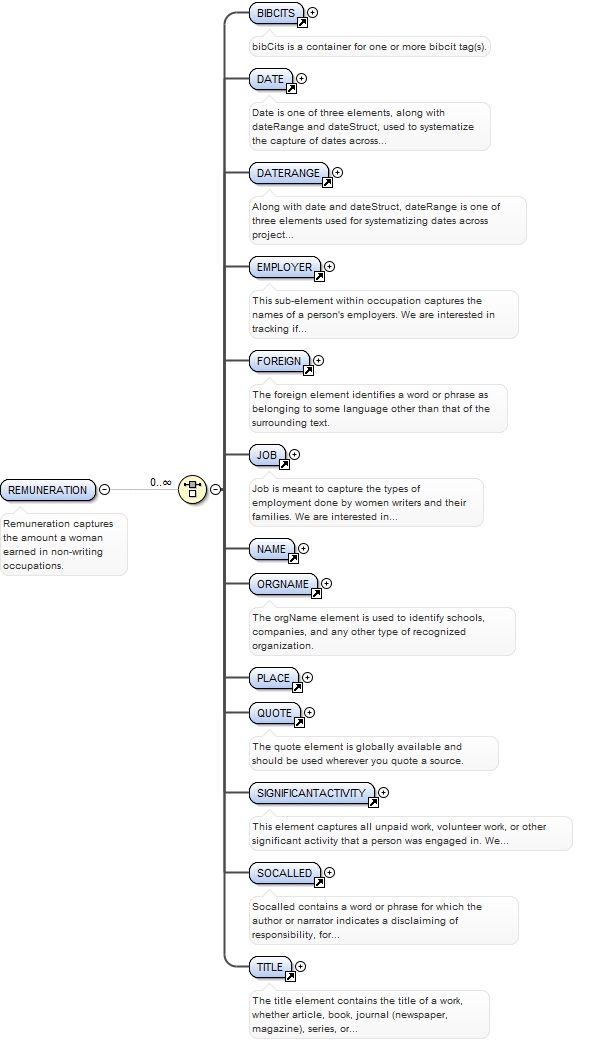 BIBCITS
bibCits is a container for one or more bibcit tag(s).
DATE
Date is one of three elements, along with
dateRange and dateStruct, used to systematize
the capture of dates across...
DATERANGE
Along with date and dateStruct, dateRange is one of
three elements used for systematizing dates across
project...
EMPLOYER
This sub-element within occupation captures the
names of a person's employers. We are interested in
tracking if...
FOREIGN
The foreign element identifies a word or phrase as
belonging to some language other than that of the
surrounding text.
JOB
Job is meant to capture the types of
employment done by women writers and their
families. We are interested in...
REMUNERATION
0..∞
Remuneration captures
the amount a woman
earned in non-writing
occupations.
NAME
ORGNAME
The orgName element is used to identify schools,
companies, and any other type of recognized
organization.
PLACE
QUOTE
The quote element is globally available and
should be used wherever you quote a source.
SIGNIFICANTACTIVITY
This element captures all unpaid work, volunteer work, or other
significant activity that a person was engaged in. We...
SOCALLED
Socalled contains a word or phrase for which the
author or narrator indicates a disclaiming of
responsibility, for...
TITLE
The title element contains the title of a work,
whether article, book, journal (newspaper,
magazine), series, or...